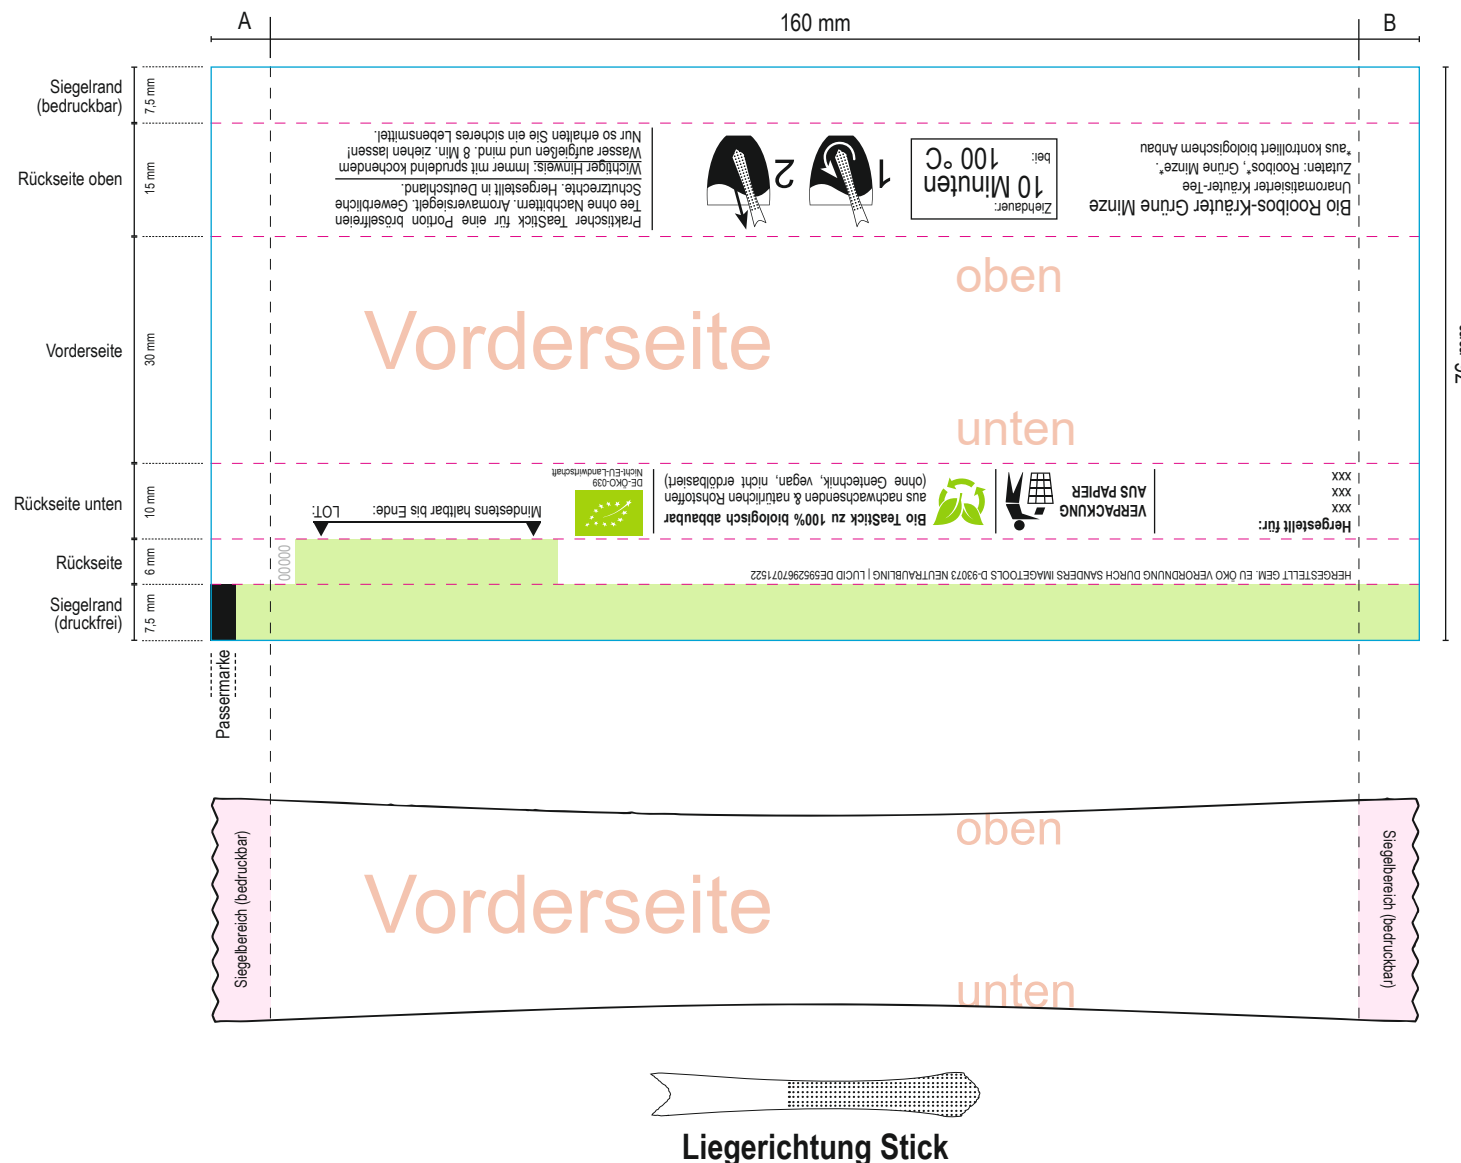 A
160 mm
B
Siegelrand
(bedruckbar)
7,5 mm
Rückseite oben
15 mm
Bio Rooibos-Kräuter Grüne Minze
Unaromatisierter Kräuter-Tee
Zutaten: Rooibos*, Grüne Minze*.
*aus kontrolliert biologischem Anbau
Ziehdauer:
10 Minuten
bei:
100 °C
1
2
Praktischer TeaStick für eine Portion bröselfreien
Tee ohne Nachbittern. Aromaversiegelt. Gewerbliche
Schutzrechte. Hergestellt in Deutschland.
Wichtiger Hinweis: Immer mit sprudelnd kochendem
Wasser aufgießen und mind. 8 Min. ziehen lassen!
Nur so erhalten Sie ein sicheres Lebensmittel.
Vorderseite
30 mm
oben
Vorderseite
unten
Rückseite unten
10 mm
Hergestellt für:
xxx
xxx
xxx
VERPACKUNG
AUS PAPIER
Bio TeaStick zu 100% biologisch abbaubar
aus nachwachsenden & natürlichen Rohstoffen
(ohne Gentechnik, vegan, nicht erdölbasiert)
DE-ÖKO-039
Nicht-EU-Landwirtschaft
Mindestens haltbar bis Ende:
LOT:
Rückseite
6 mm
00000
HERGESTELLT GEM. EU ÖKO VERORDNUNG DURCH SANDERS IMAGETOOLS D-93073 NEUTRAUBLING | LUCID DE5952967071522
Siegelrand
(druckfrei)
7,5 mm
Passermarke
Siegelbereich (bedruckbar)
oben
Vorderseite
unten
Siegelbereich (bedruckbar)
Liegerichtung Stick